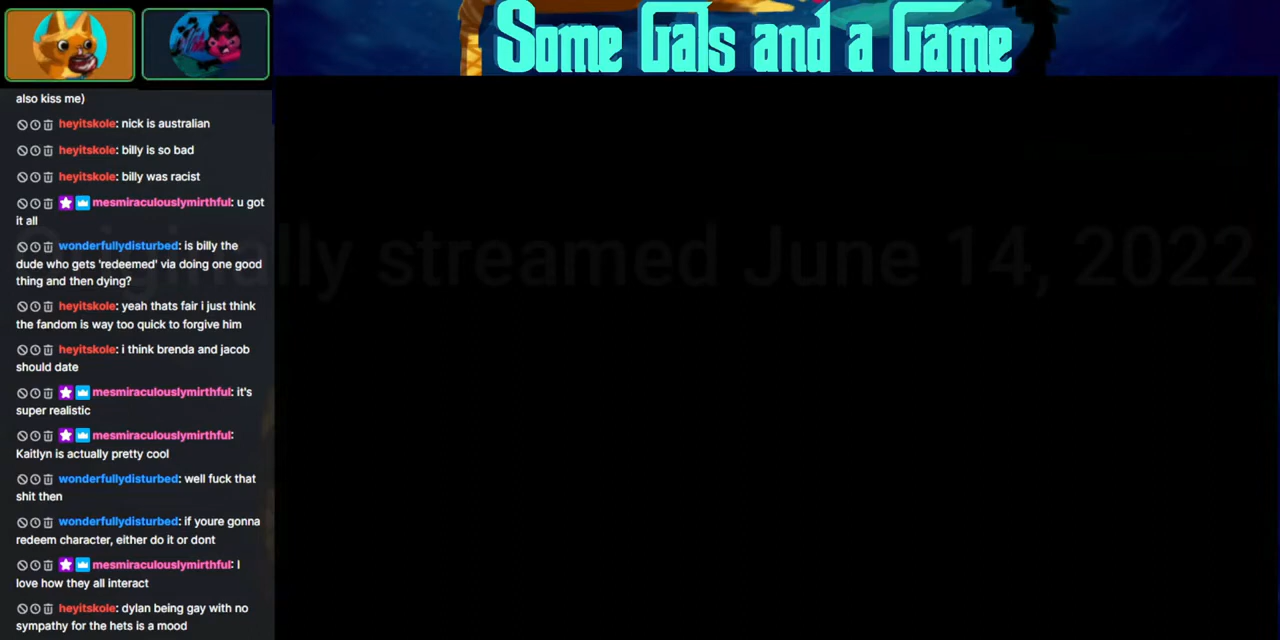 Some Gals and a Game
also kiss me)
heyitskole: nick is australian
heyitskole: billy is so bad
heyitskole: billy was racist
mesmiraculouslymirthful: u got
it all
wonderfullydisturbed: is billy the
dude who gets 'redeemed' via doing one good
thing and then dying?
heyitskole: yeah thats fair i just think
the fandom is way too quick to forgive him
heyitskole: i think brenda and jacob
should date
mesmiraculouslymirthful: it's
super realistic
mesmiraculouslymirthful:
Kaitlyn is actually pretty cool
wonderfullydisturbed: well fuck that
shit then
wonderfullydisturbed: if youre gonna
redeem character, either do it or dont
mesmiraculouslymirthful: I
love how they all interact
heyitskole: dylan being gay with no
sympathy for the hets is a mood
Originally streamed June 14, 2022